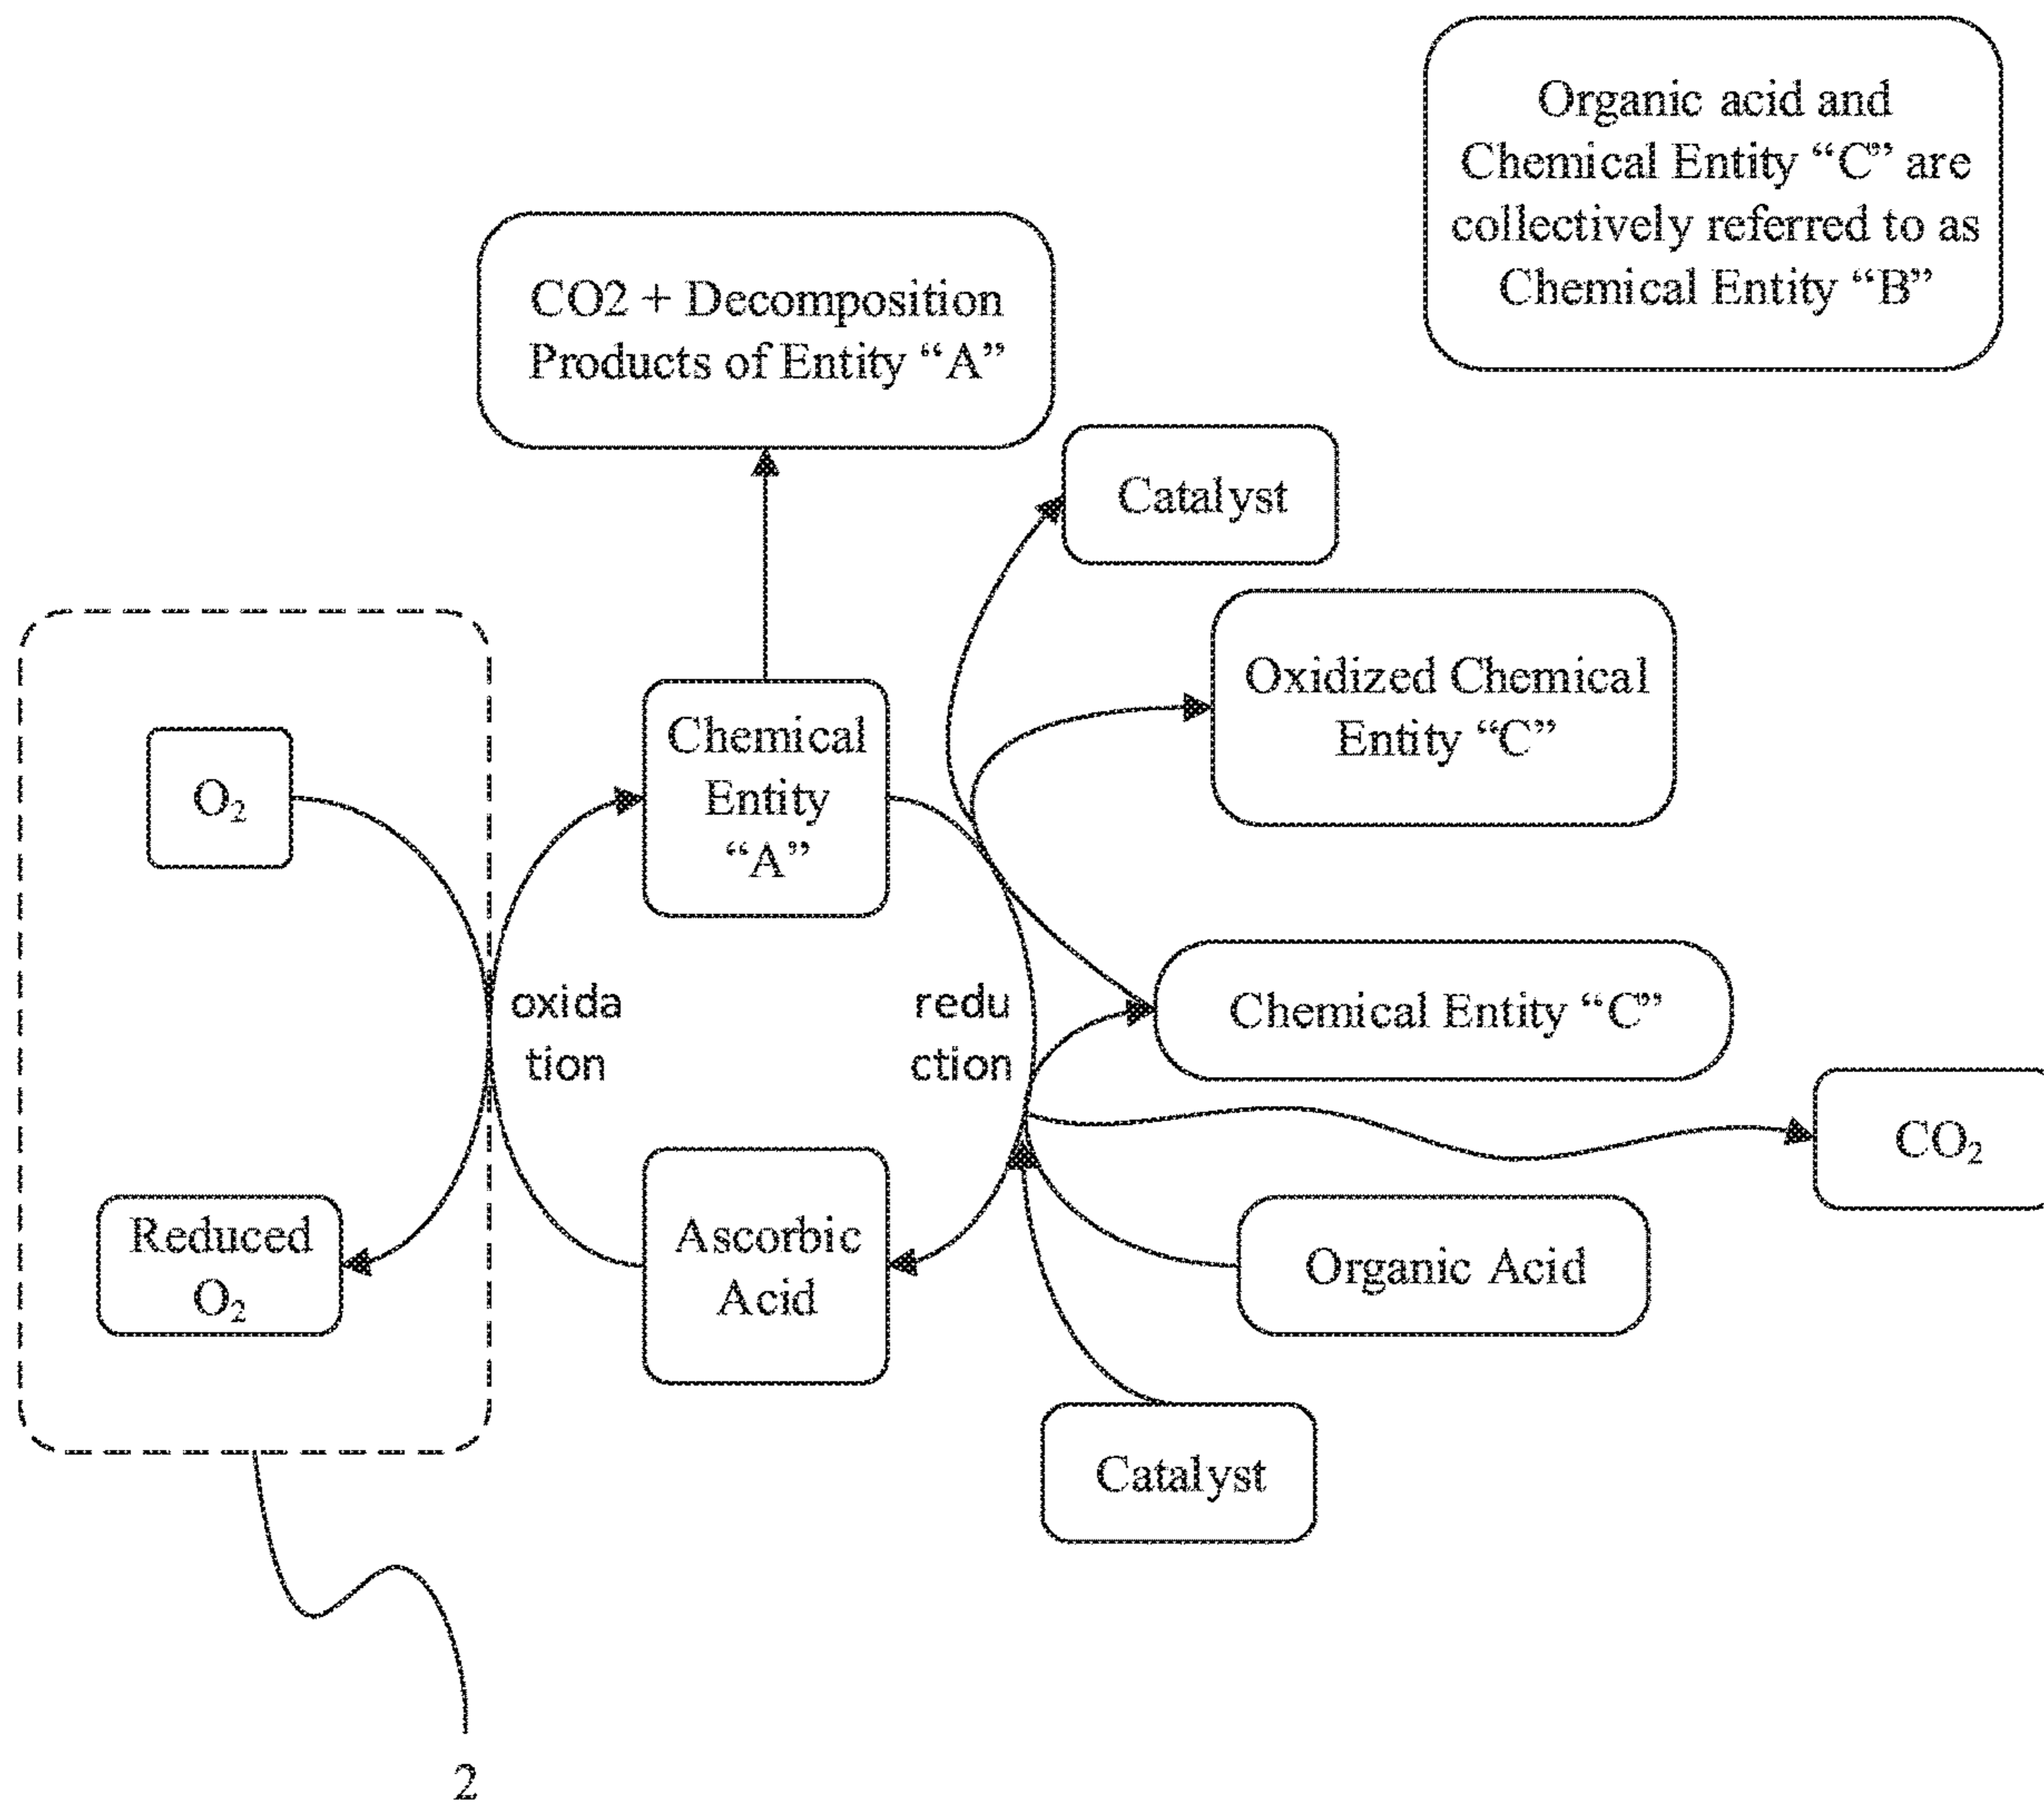 Organic acid and
Chemical Entity “C” are
collectively referred to as
Chemical Entity “B”
CO2 + Decomposition
Products of Entity “A”
Catalyst
Oxidized Chemical
Entity “C”
Chemical
Entity
“A”
O₂
oxida
tion
redu
ction
Chemical Entity “C”
CO₂
Reduced
O₂
Ascorbic
Acid
Organic Acid
Catalyst
2